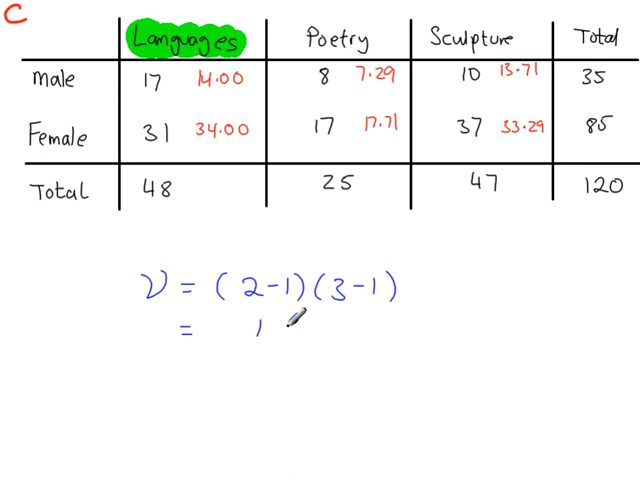 C
Languages Poetry Sculpture Total
male 17 14.00 8 7.29 10 13.71 35
Female 31 34.00 17 17.71 37 33.29 85
Total 48 25 47 120
ν = (2-1)(3-1)
= 1